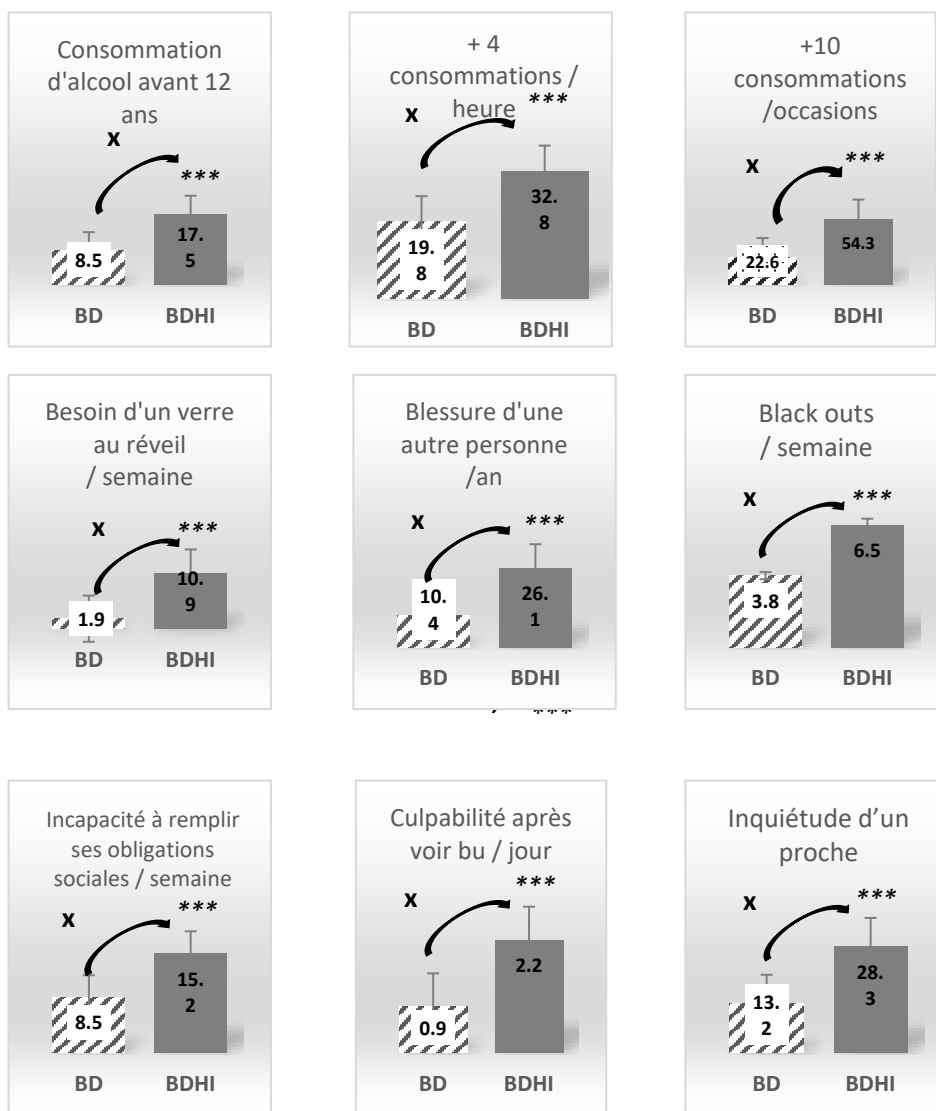 Consommation
d'alcool avant 12
ans
x
***
8.5
17.
5
BD BDHI
+ 4
consommations /
heure
x
***
19.
8
32.
8
BD BDHI
+10
consommations
/occasions
x
***
22.6
54.3
BD BDHI
Besoin d'un verre
au réveil
/ semaine
x
***
1.9
10.
9
BD BDHI
Blessure d'une
autre personne
/an
x
***
10.
4
26.
1
BD BDHI
Black outs
/ semaine
x
***
3.8
6.5
BD BDHI
***
Incapacité à remplir
ses obligations
sociales / semaine
x
***
8.5
15.
2
BD BDHI
Culpabilité après
voir bu / jour
x
***
0.9
2.2
BD BDHI
Inquiétude d’un
proche
x
***
13.
2
28.
3
BD BDHI